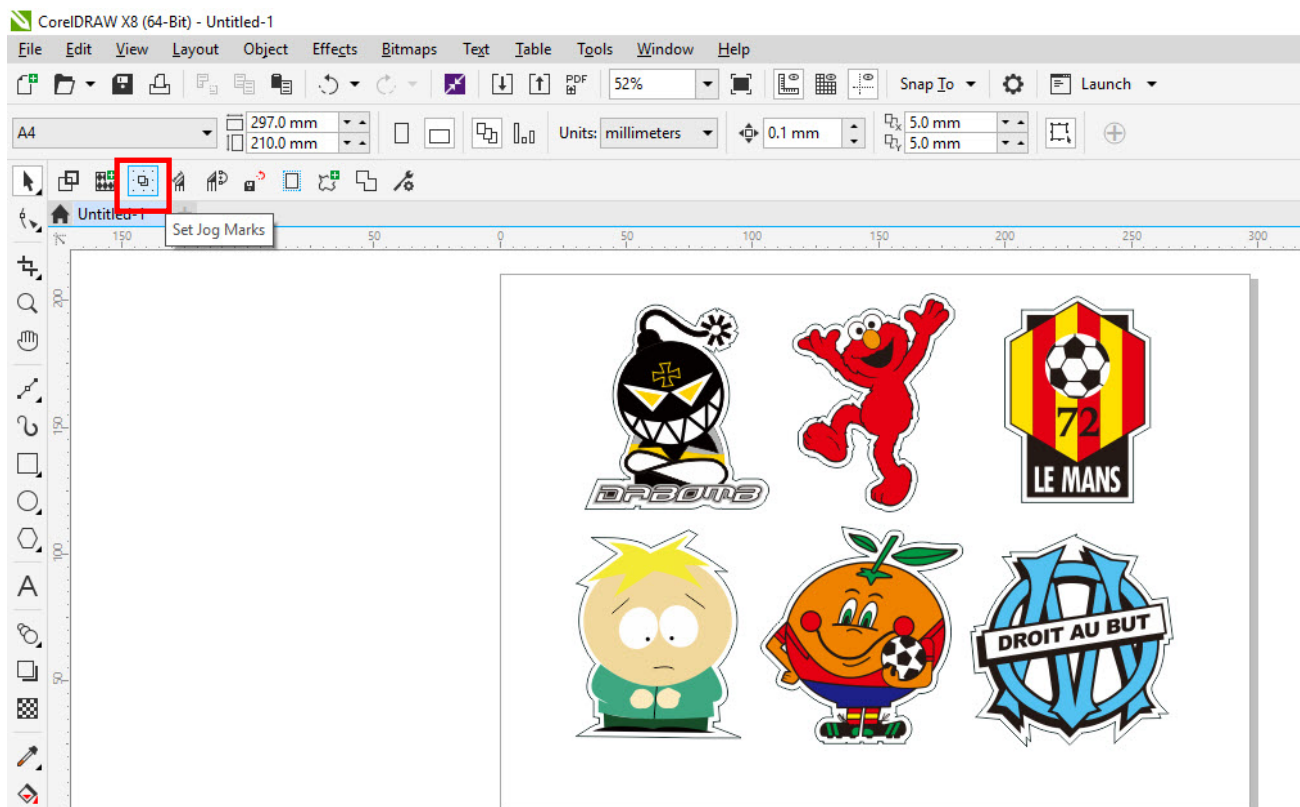 CorelDRAW X8 (64-Bit) - Untitled-1
File Edit View Layout Object Effects Bitmaps Text Table Tools Window Help
PDF 52% Snap To Launch
A4 297.0 mm 210.0 mm Units: millimeters 0.1 mm 5.0 mm 5.0 mm
Untitled-1
Set Jog Marks
150 50 0 50 100 150 200 250 300
200
150
100
50
72
LE MANS
DABOMB
DROIT AU BUT